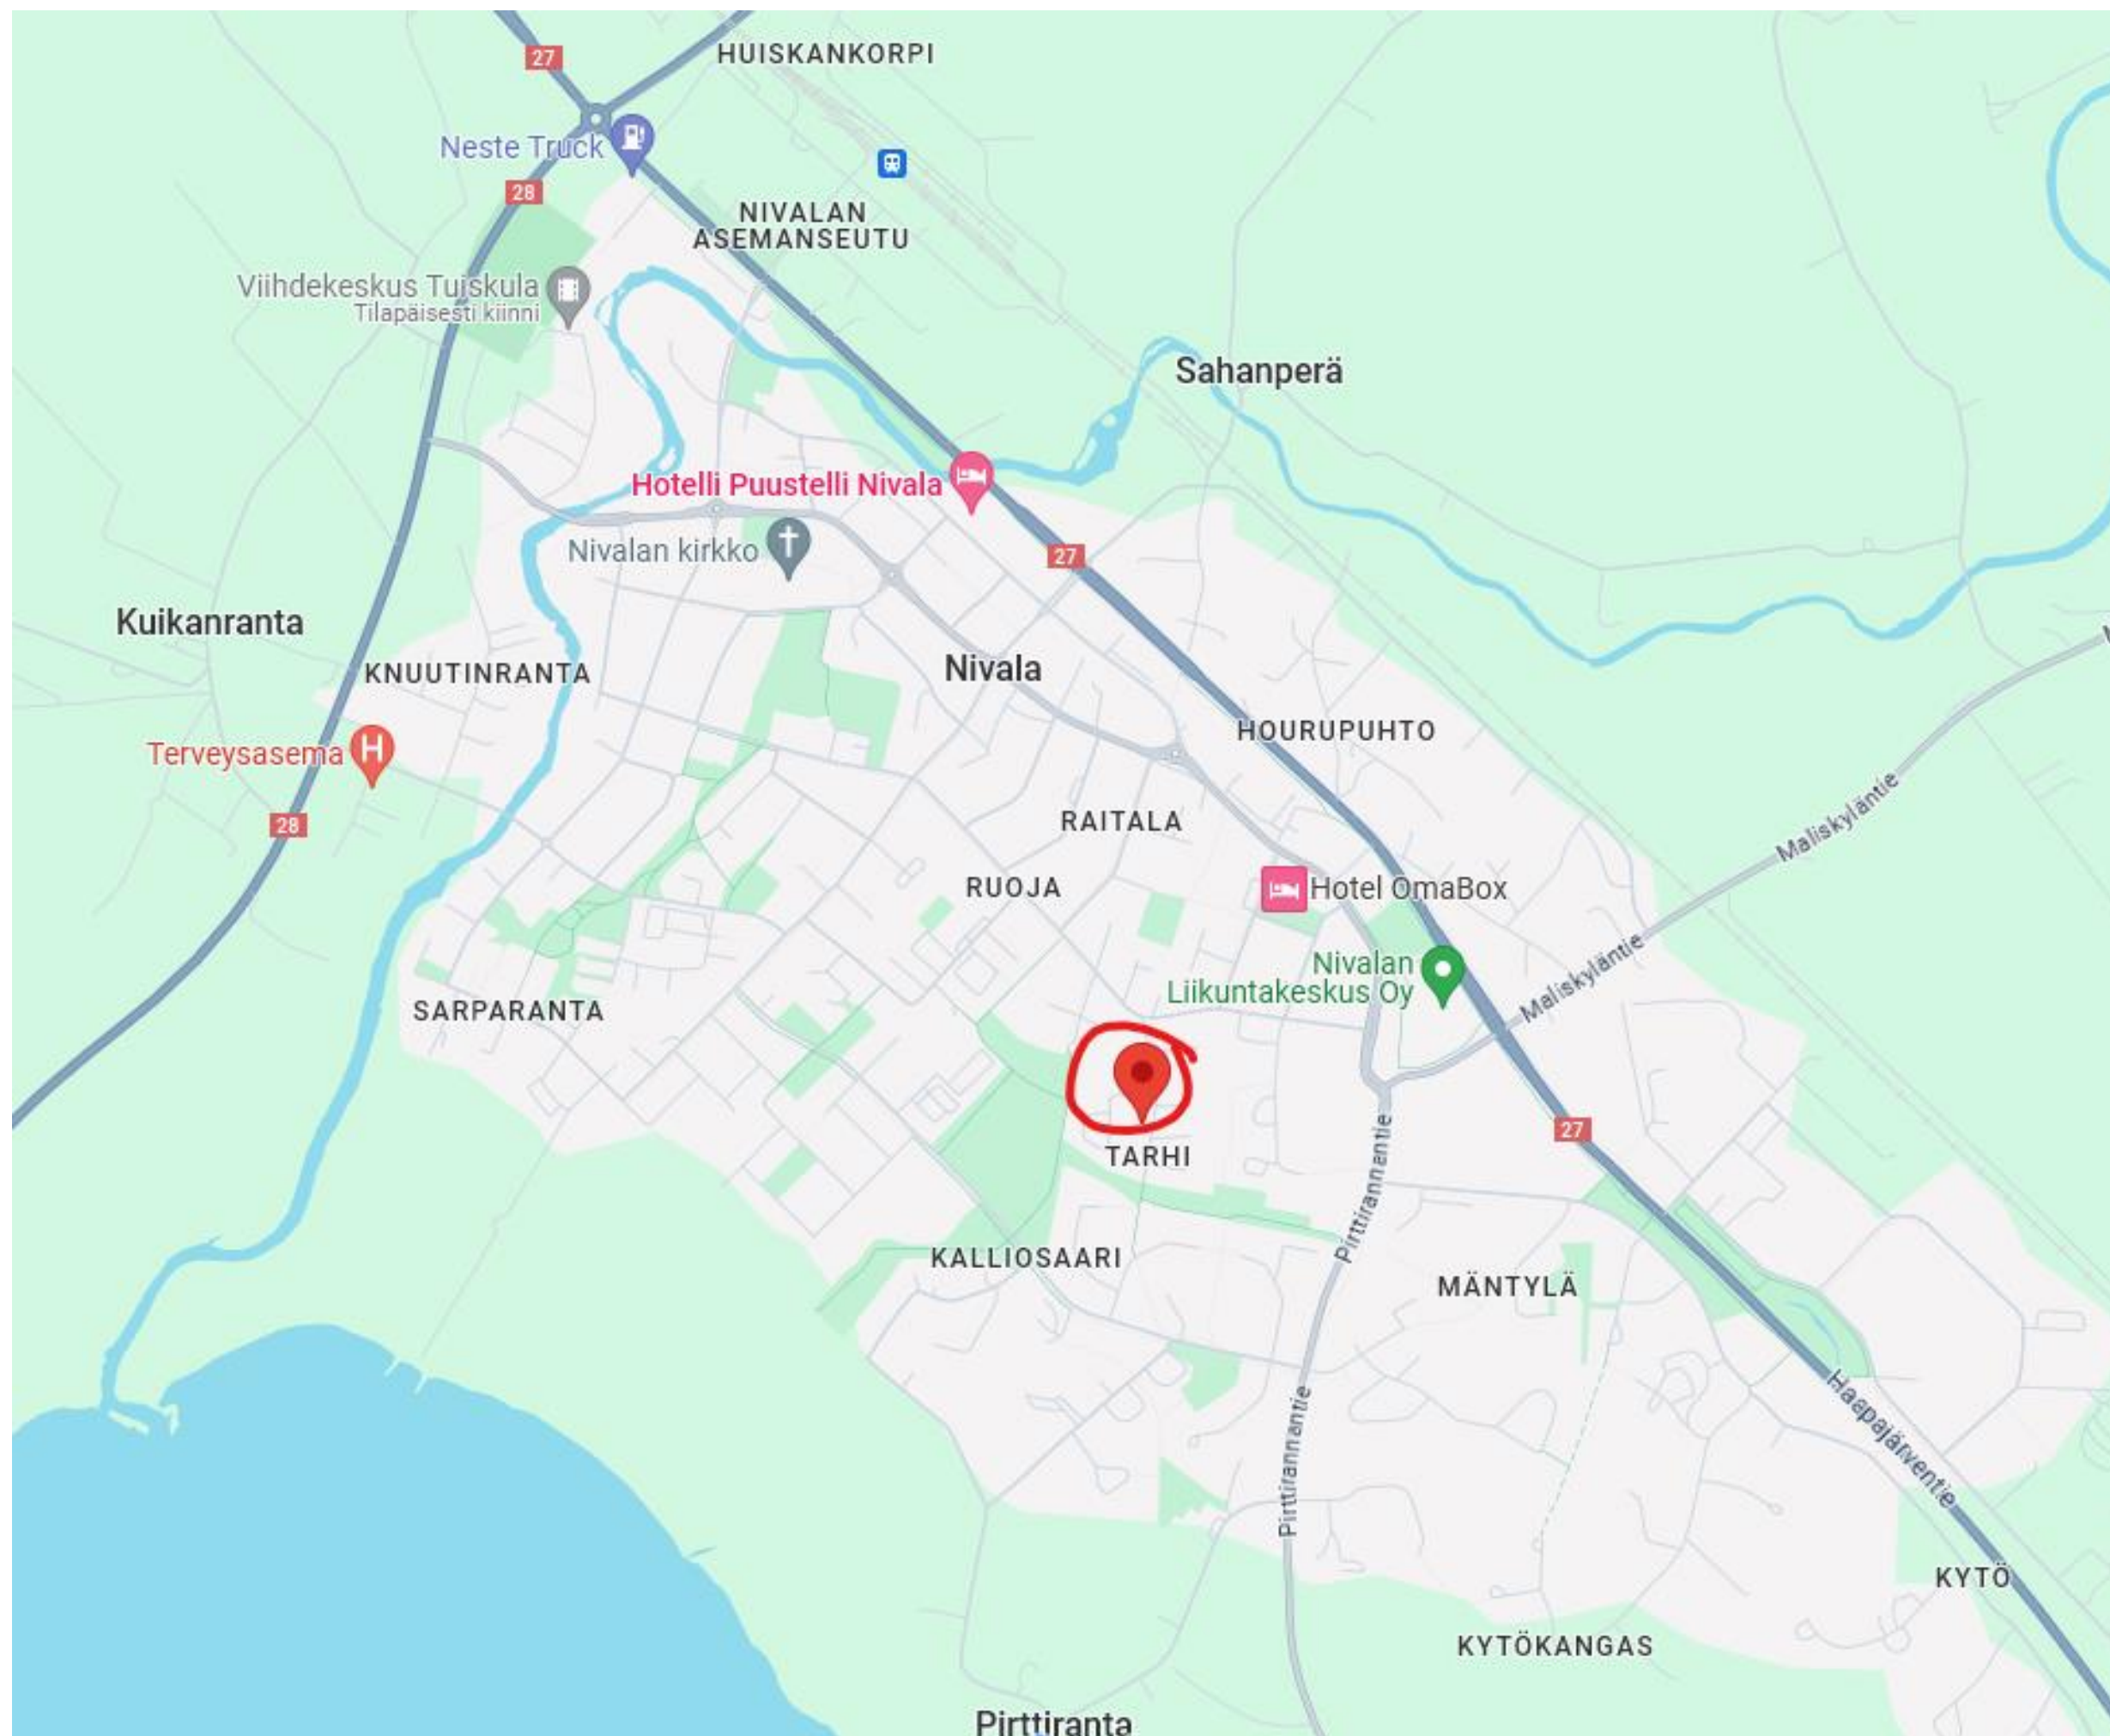 27
HUISKANKORPI
Neste Truck
28
NIVALAN
ASEMANSEUTU
Viihdekeskus Tuiskula
Tilapäisesti kiinni
Sahanperä
Hotelli Puustelli Nivala
Nivalan kirkko
27
Kuikanranta
KNUUTINRANTA
Nivala
HOURUPUHTO
Terveysasema
H
28
RAITALA
Maliskyläntie
RUOJA
Hotel OmaBox
Nivalan
Liikuntakeskus Oy
Maliskyläntie
SARPARANTA
TARHI
27
Pirttirannantie
KALLIOSAARI
MÄNTYLÄ
Haapajärventie
Pirttirannantie
KYTÖ
KYTÖKANGAS
Pirttiranta